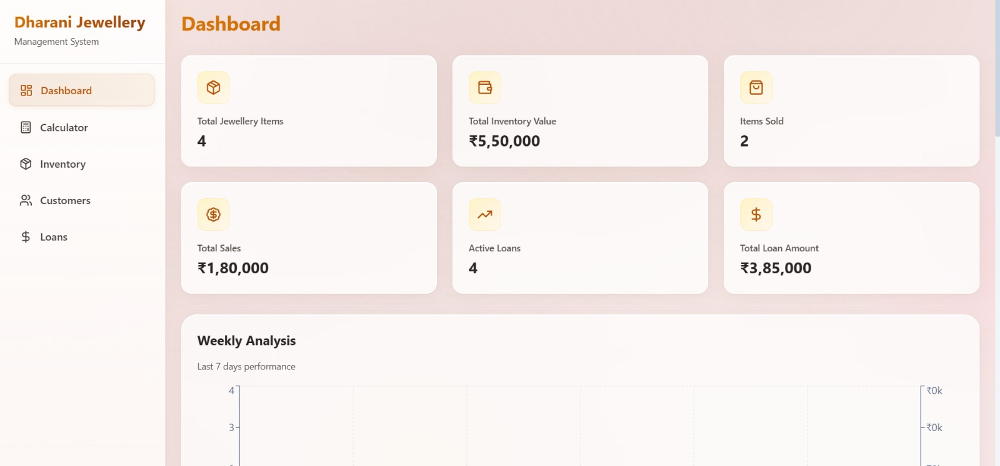 Dharani Jewellery
Management System
Dashboard
Calculator
Inventory
Customers
Loans
Dashboard
Total Jewellery Items
4
Total Inventory Value
₹5,50,000
Items Sold
2
Total Sales
₹1,80,000
Active Loans
4
Total Loan Amount
₹3,85,000
Weekly Analysis
Last 7 days performance
4
₹0k
3
₹0k